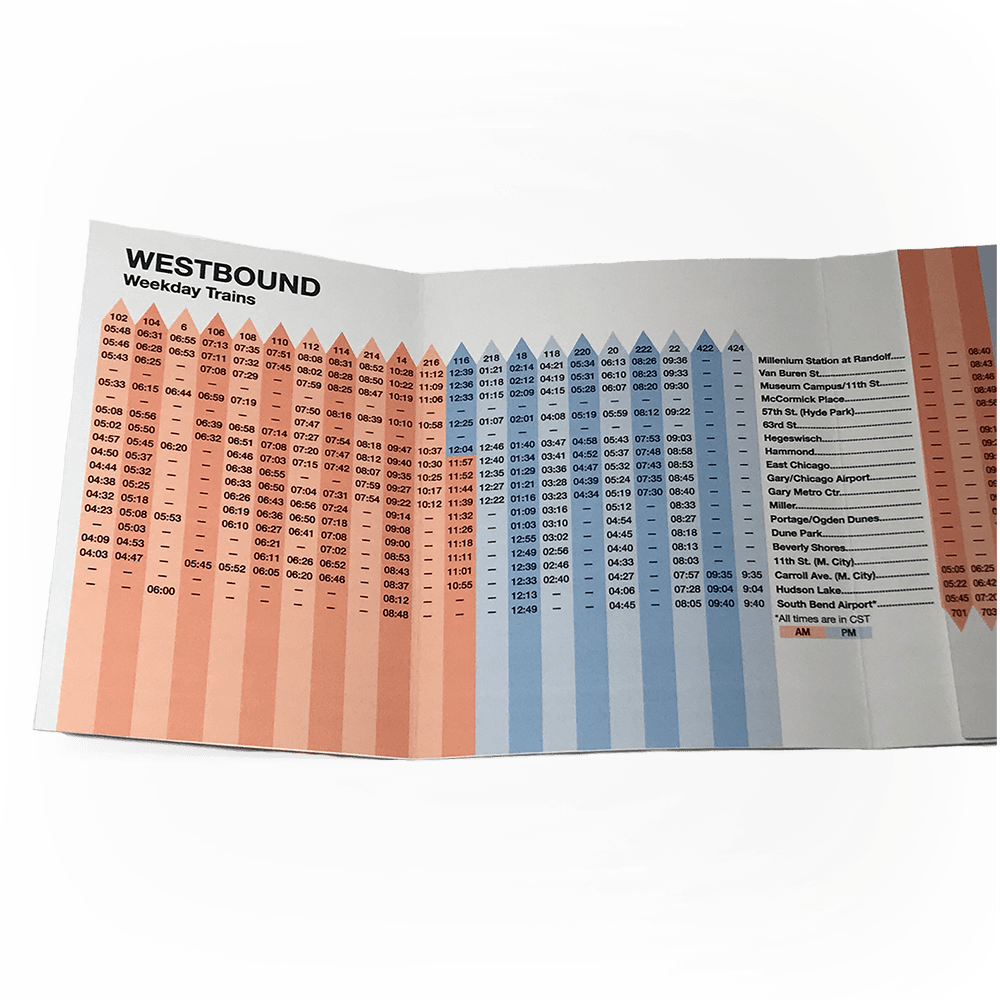 WESTBOUND
Weekday Trains
102 104 6 106 108 110 112 114 214 14 216 116 218 18 118 220 20 222 22 422 424
05:48 06:31 06:55 07:13 07:35 07:51 08:08 08:31 08:52 10:28 11:12 12:39 01:21 02:14 04:21 05:34 06:13 08:26 09:36 – – Millenium Station at Randolf..... – – 08:40
05:46 06:28 06:53 07:11 07:32 07:45 08:02 08:28 08:50 10:22 11:09 12:36 01:18 02:12 04:19 05:31 06:10 08:23 09:33 – – Van Buren St. – – 08:43
05:43 06:25 – 07:08 07:29 – 07:59 08:25 08:47 10:19 11:06 12:33 01:15 02:09 04:15 05:28 06:07 08:20 09:30 – – Museum Campus/11th St. – – 08:46
– – – – – – – – – – – – – – – – – – – – – McCormick Place – – 08:49
05:33 06:15 06:44 06:59 07:19 – 07:50 08:16 08:39 10:10 10:58 12:25 01:07 02:01 04:08 05:19 05:59 08:12 09:22 – – 57th St. (Hyde Park) – –
– – – – – – 07:47 – – – – – – – – – – – – – – 63rd St. – –
05:08 05:56 – 06:39 06:58 07:14 07:27 07:54 08:18 09:47 10:37 12:04 12:46 01:40 03:47 04:58 05:43 07:53 09:03 – – Hegeswisch – –
05:02 05:50 – 06:32 06:51 07:08 07:20 07:47 08:12 09:40 10:30 11:57 12:40 01:34 03:41 04:52 05:37 07:48 08:58 – – Hammond – –
04:57 05:45 06:20 – 06:46 07:03 07:15 07:42 08:07 09:35 10:25 11:52 12:35 01:29 03:36 04:47 05:32 07:43 08:53 – – East Chicago – –
04:50 05:37 – – 06:38 06:55 – – 07:59 09:27 10:17 11:44 12:27 01:21 03:28 04:39 05:24 07:35 08:45 – – Gary/Chicago Airport – –
04:44 05:32 – – 06:33 06:50 07:04 07:31 07:54 09:22 10:12 11:39 12:22 01:16 03:23 04:34 05:19 07:30 08:40 – – Gary Metro Ctr. – –
04:38 05:25 – – 06:26 06:43 06:56 07:24 – 09:14 – 11:32 – 01:09 03:16 – 05:12 – 08:33 – – Miller – –
04:32 05:18 – – 06:19 06:36 06:50 07:18 – 09:08 – 11:26 – 01:03 03:10 – 04:54 – 08:27 – – Portage/Ogden Dunes – –
04:23 05:08 05:53 – 06:10 06:27 06:41 07:08 – 09:00 – 11:18 – 12:55 03:02 – 04:45 – 08:18 – – Dune Park – –
– 05:03 – – – 06:21 – 07:02 – 08:53 – 11:11 – 12:49 02:56 – 04:40 – 08:13 – – Beverly Shores – –
04:09 04:53 – – – 06:11 06:26 06:52 – 08:43 – 11:01 – 12:39 02:46 – 04:33 – 08:03 – – 11th St. (M. City) – –
04:03 04:47 – 05:45 05:52 06:05 06:20 06:46 – 08:37 – 10:55 – 12:33 02:40 – 04:27 – 07:57 09:35 9:35 Carroll Ave. (M. City) 05:05 06:25
– – – – – – – – – 08:12 – – – 12:13 – – 04:06 – 07:28 09:04 9:04 Hudson Lake 05:22 06:42
– – 06:00 – – – – – – 08:48 – – – 12:49 – – 04:45 – 08:05 09:40 9:40 South Bend Airport* 05:45 07:20
*All times are in CST 701 703
AM PM